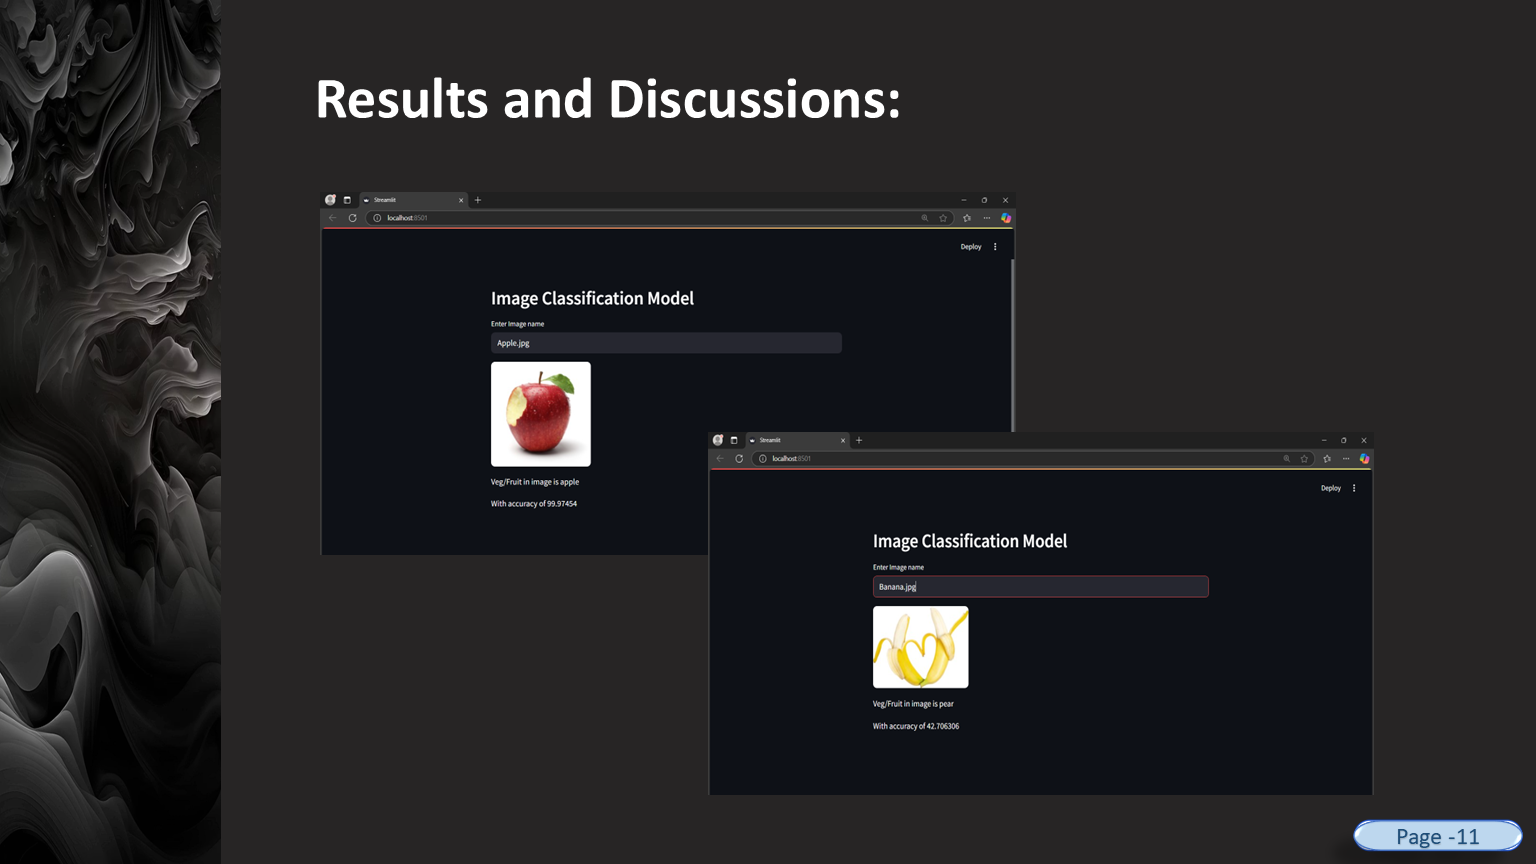 Results and Discussions:
Streamlit
localhost:8501
Deploy
Image Classification Model
Enter Image name
Apple.jpg
Veg/Fruit in image is apple
With accuracy of 99.97454
Streamlit
localhost:8501
Deploy
Image Classification Model
Enter Image name
Banana.jpg
Veg/Fruit in image is pear
With accuracy of 42.706306
Page -11